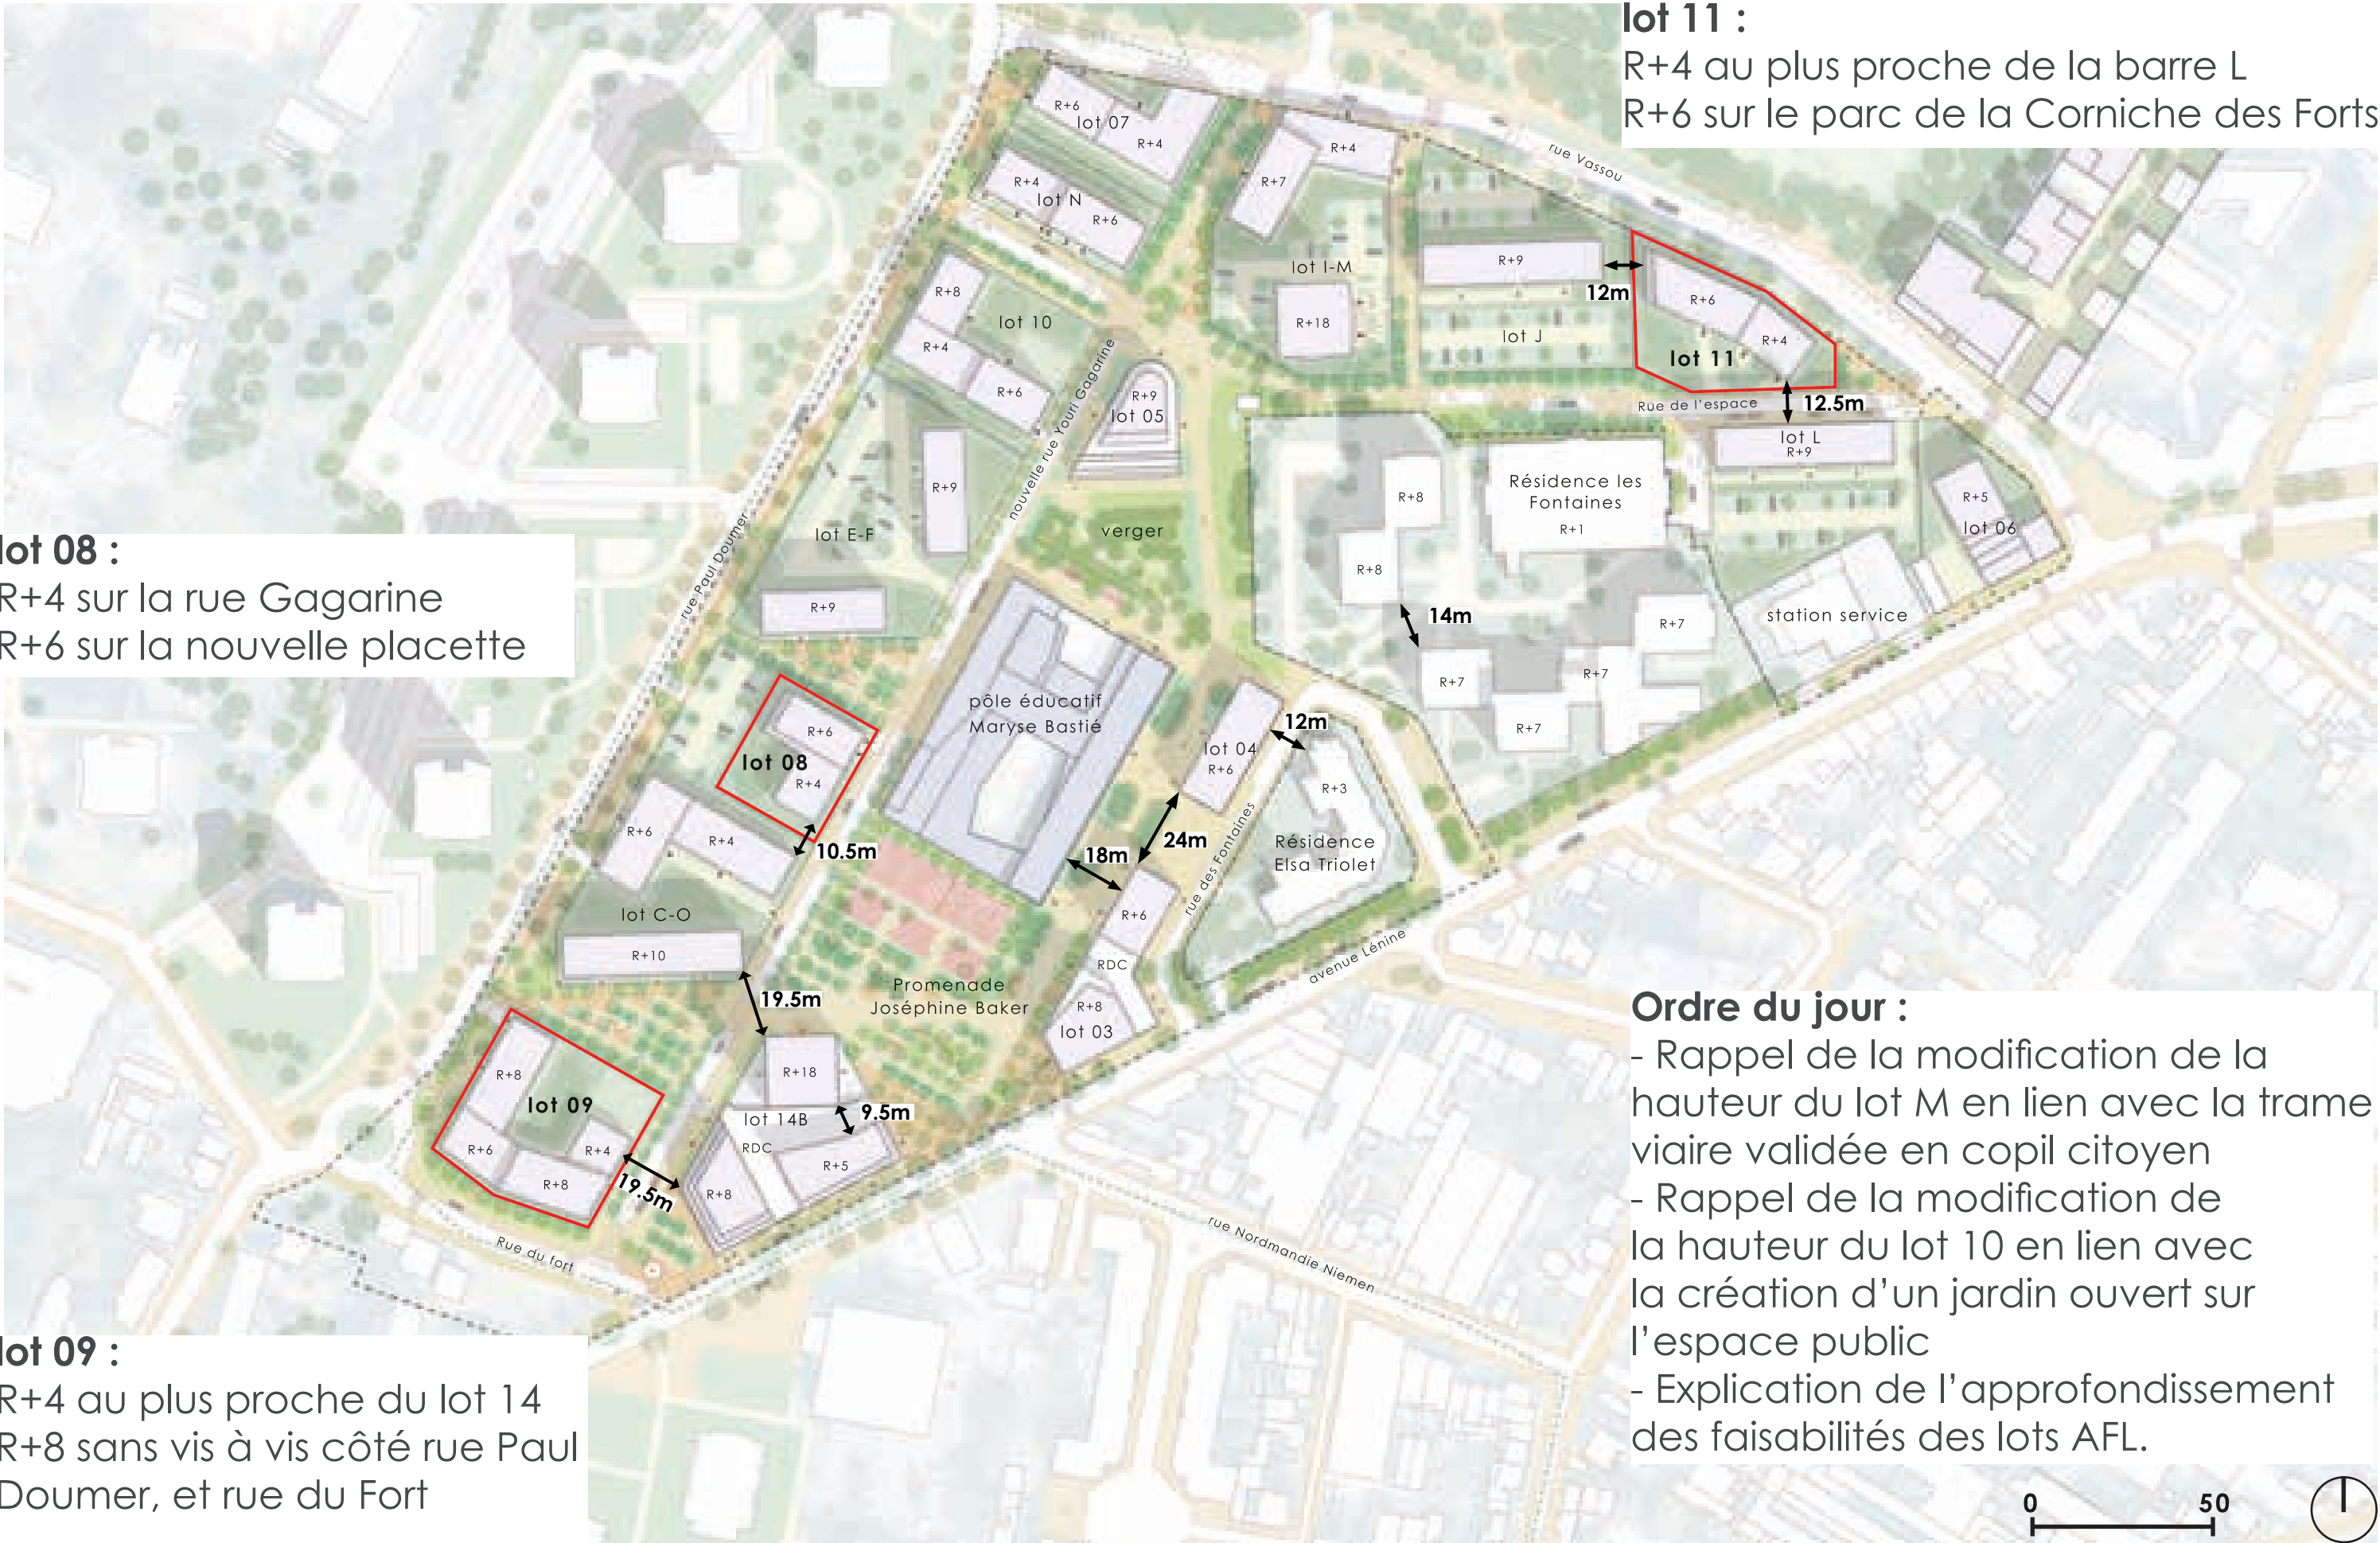 lot 11 :
R+4 au plus proche de la barre L
R+6 sur le parc de la Corniche des Forts
R+6
lot 07
R+4
R+4
lot N
R+6
R+4
R+7
rue Vassou
lot I-M
R+18
R+9
12m
lot J
R+6
R+4
lot 11
Rue de l'espace
12.5m
lot L
R+9
R+8
lot 10
R+4
R+6
nouvelle rue Youri Gagarine
R+9
lot 05
R+9
lot E-F
R+9
rue Paul Doumer
verger
R+8
R+8
14m
Résidence les
Fontaines
R+1
R+5
lot 06
station service
R+7
R+7
R+7
R+7
lot 08 :
R+4 sur la rue Gagarine
R+6 sur la nouvelle placette
R+6
lot 08
R+4
10.5m
pôle éducatif
Maryse Bastié
lot 04
R+6
12m
R+3
Résidence
Elsa Triolet
24m
18m
rue des Fontaines
R+6
R+4
lot C-O
R+10
19.5m
Promenade
Joséphine Baker
R+6
RDC
R+8
lot 03
avenue Lénine
R+8
lot 09
R+6
R+4
R+8
19.5m
R+18
lot 14B
9.5m
RDC
R+5
R+8
Rue du fort
rue Normandie Niemen
lot 09 :
R+4 au plus proche du lot 14
R+8 sans vis à vis côté rue Paul
Doumer, et rue du Fort
Ordre du jour :
- Rappel de la modification de la
hauteur du lot M en lien avec la trame
viaire validée en copil citoyen
- Rappel de la modification de
la hauteur du lot 10 en lien avec
la création d'un jardin ouvert sur
l'espace public
- Explication de l'approfondissement
des faisabilités des lots AFL.
0 50